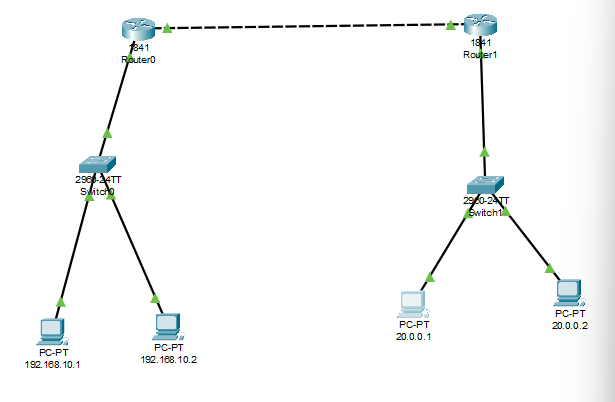 1841
Router0
1841
Router1
2960-24TT
Switch0
2960-24TT
Switch1
PC-PT
192.168.10.1
PC-PT
192.168.10.2
PC-PT
20.0.0.1
PC-PT
20.0.0.2